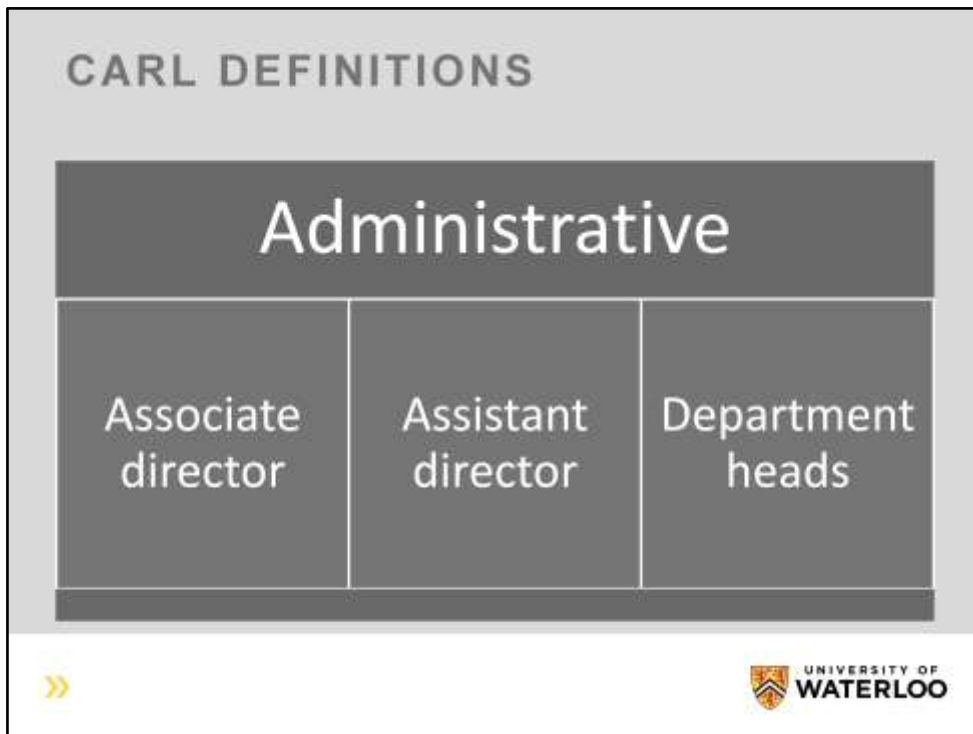 CARL DEFINITIONS
Administrative
Associate
director
Assistant
director
Department
heads
»
UNIVERSITY OF
WATERLOO